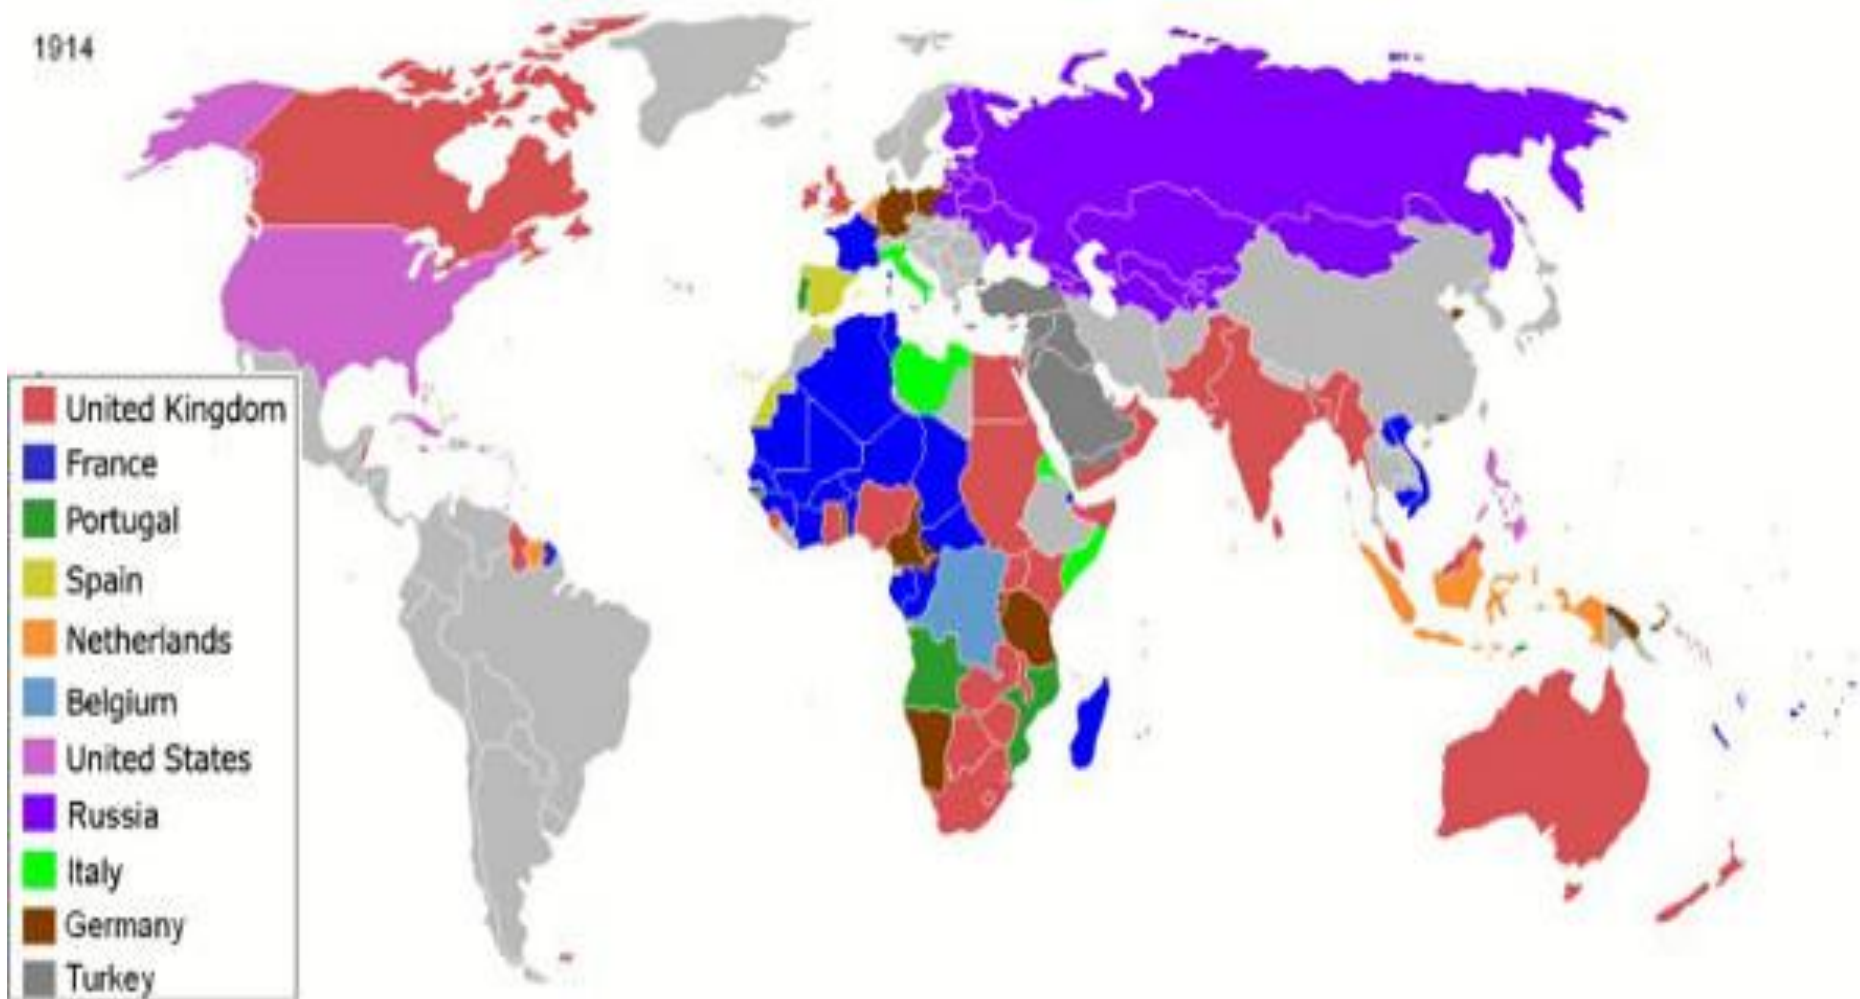 1914
United Kingdom
France
Portugal
Spain
Netherlands
Belgium
United States
Russia
Italy
Germany
Turkey